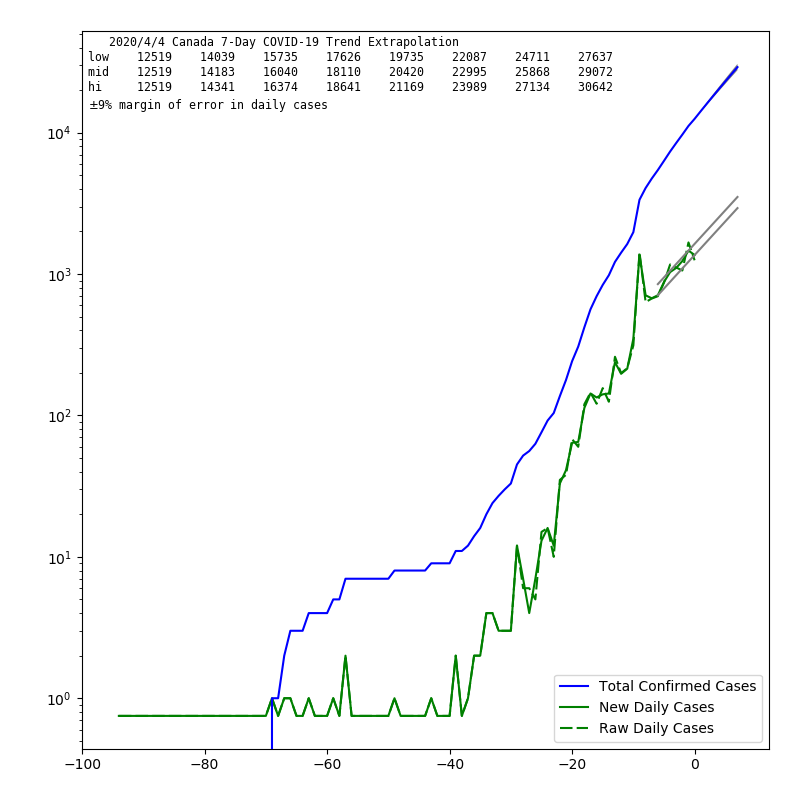 2020/4/4 Canada 7-Day COVID-19 Trend Extrapolation
low 12519 14039 15735 17626 19735 22087 24711 27637
mid 12519 14183 16040 18110 20420 22995 25868 29072
hi 12519 14341 16374 18641 21169 23989 27134 30642
±9% margin of error in daily cases
10⁴
10³
10²
10¹
10⁰
Total Confirmed Cases
New Daily Cases
Raw Daily Cases
−100 −80 −60 −40 −20 0